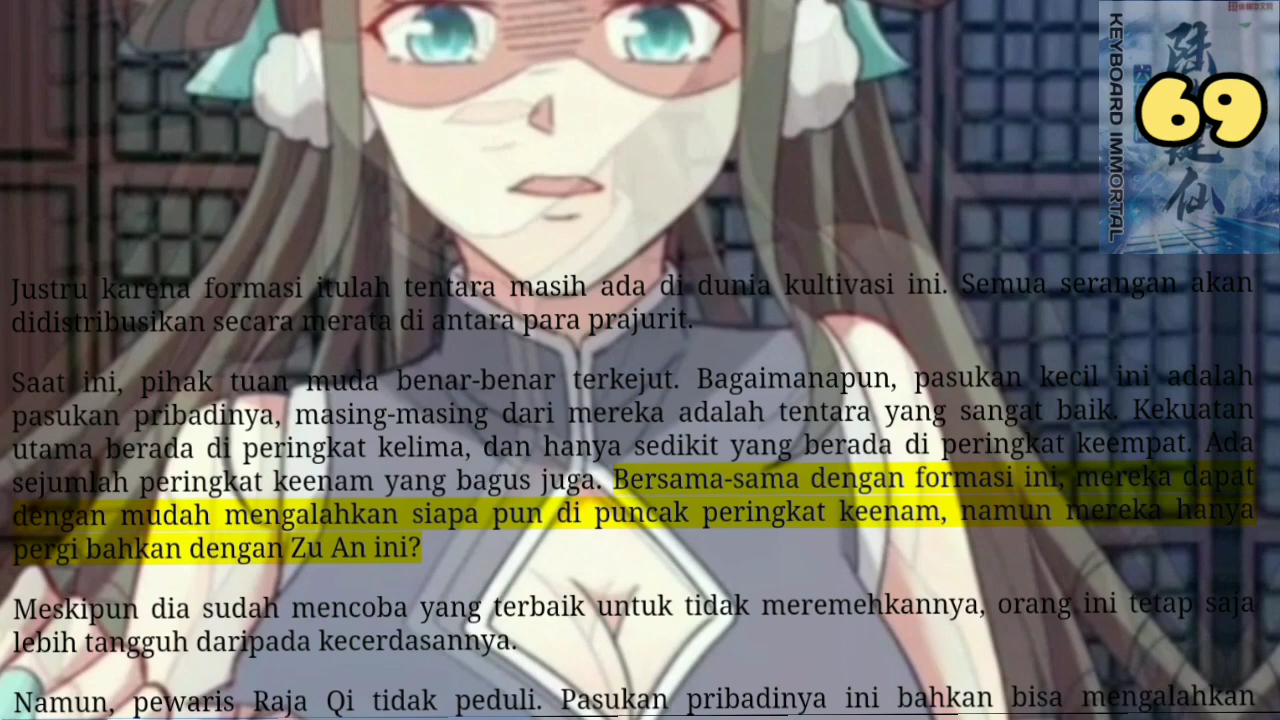 KEYBOARD IMMORTAL
69
仙
Justru karena formasi itulah tentara masih ada di dunia kultivasi ini. Semua serangan akan
didistribusikan secara merata di antara para prajurit.
Saat ini, pihak tuan muda benar-benar terkejut. Bagaimanapun, pasukan kecil ini adalah
pasukan pribadinya, masing-masing dari mereka adalah tentara yang sangat baik. Kekuatan
utama berada di peringkat kelima, dan hanya sedikit yang berada di peringkat keempat. Ada
sejumlah peringkat keenam yang bagus juga. Bersama-sama dengan formasi ini, mereka dapat
dengan mudah mengalahkan siapa pun di puncak peringkat keenam, namun mereka hanya
pergi bahkan dengan Zu An ini?
Meskipun dia sudah mencoba yang terbaik untuk tidak meremehkannya, orang ini tetap saja
lebih tangguh daripada kecerdasannya.
Namun, pewaris Raja Qi tidak peduli. Pasukan pribadinya ini bahkan bisa mengalahkan